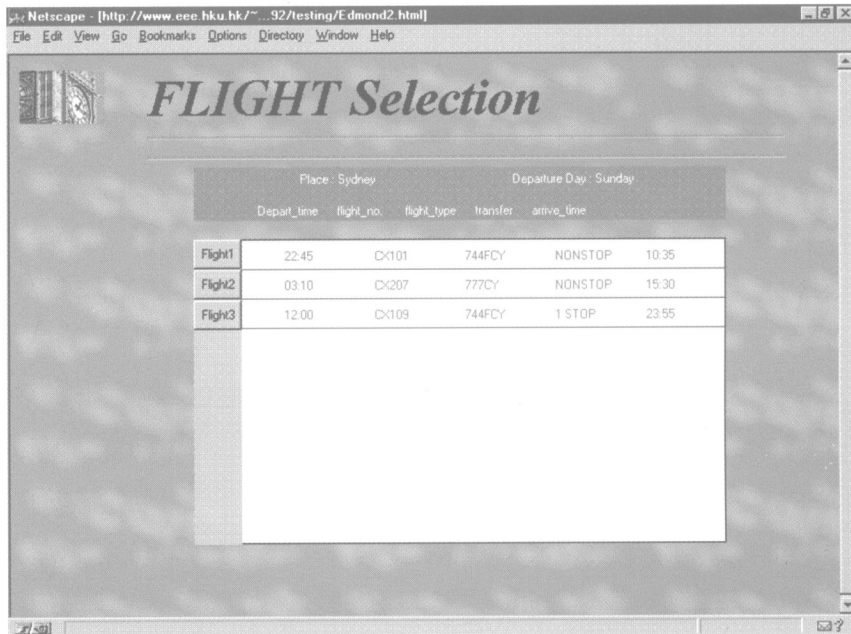 Netscape - [http://www.eee.hku.hk/~...92/testing/Edmond2.html]
File Edit View Go Bookmarks Options Directory Window Help
FLIGHT Selection
Place : Sydney Departure Day : Sunday
Depart_time flight_no. flight_type transfer arrive_time
Flight1 22:45 CX101 744FCY NONSTOP 10:35
Flight2 03:10 CX207 777CY NONSTOP 15:30
Flight3 12:00 CX109 744FCY 1 STOP 23:55